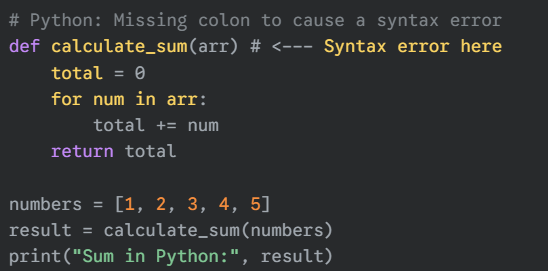 # Python: Missing colon to cause a syntax error
def calculate_sum(arr) # <--- Syntax error here
    total = 0
    for num in arr:
        total += num
    return total

numbers = [1, 2, 3, 4, 5]
result = calculate_sum(numbers)
print("Sum in Python:", result)